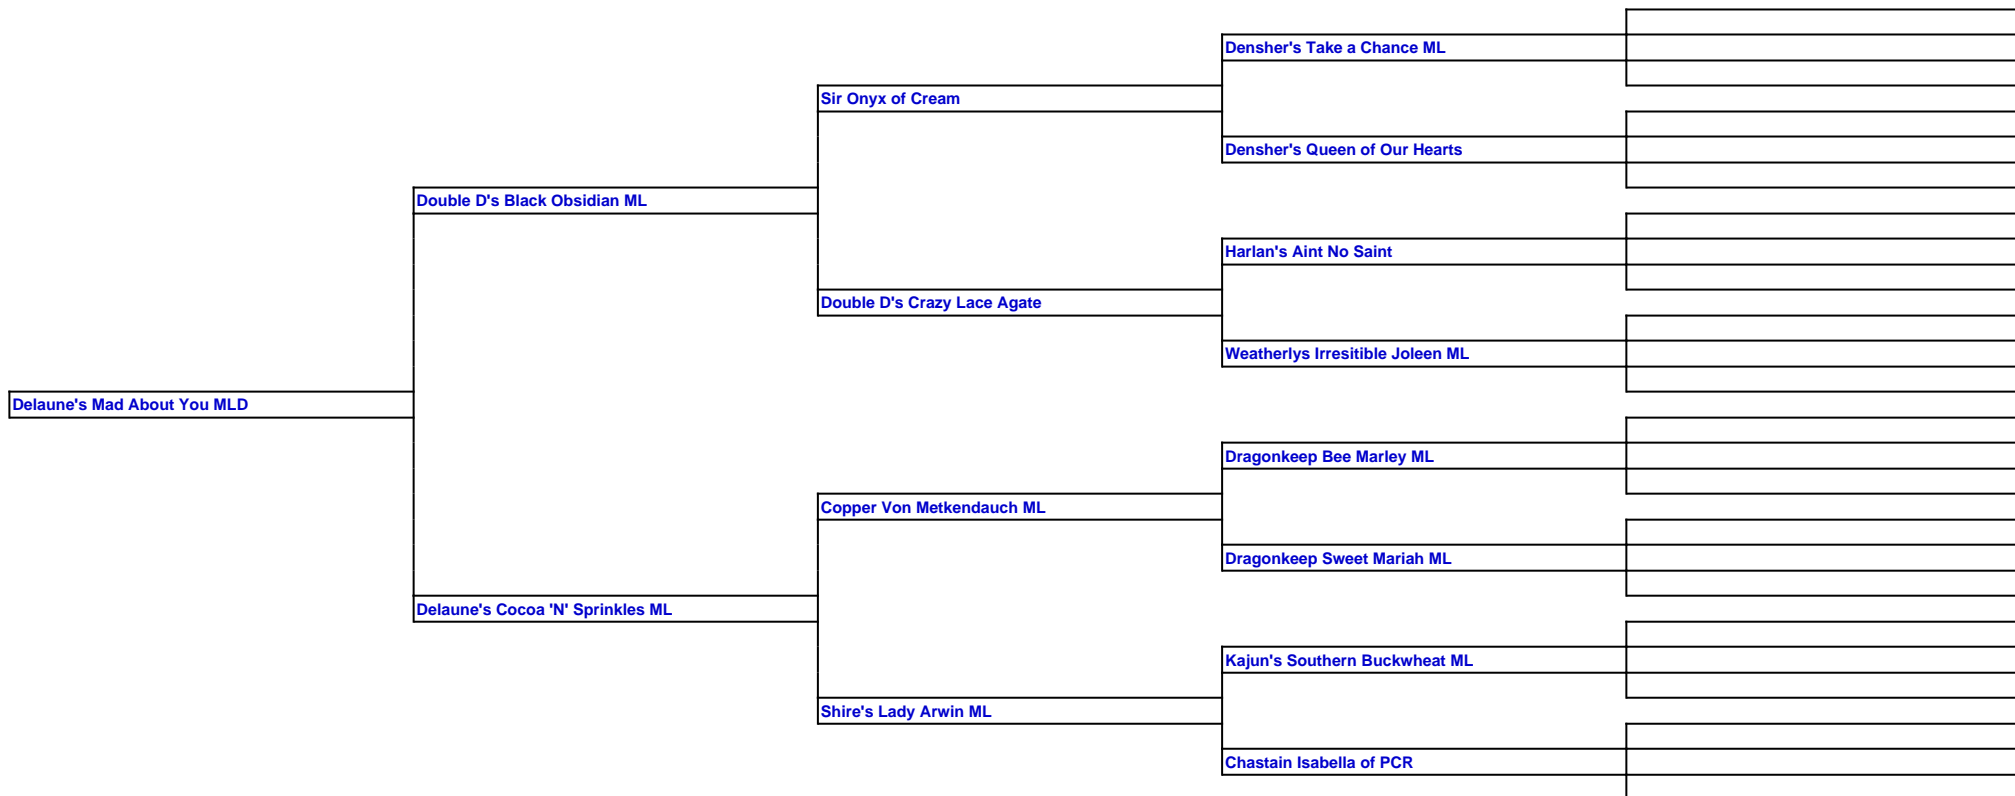 Densher's Take a Chance ML
Sir Onyx of Cream
Densher's Queen of Our Hearts
Double D's Black Obsidian ML
Harlan's Aint No Saint
Double D's Crazy Lace Agate
Weatherlys Irresitible Joleen ML
Delaune's Mad About You MLD
Dragonkeep Bee Marley ML
Copper Von Metkendauch ML
Dragonkeep Sweet Mariah ML
Delaune's Cocoa 'N' Sprinkles ML
Kajun's Southern Buckwheat ML
Shire's Lady Arwin ML
Chastain Isabella of PCR